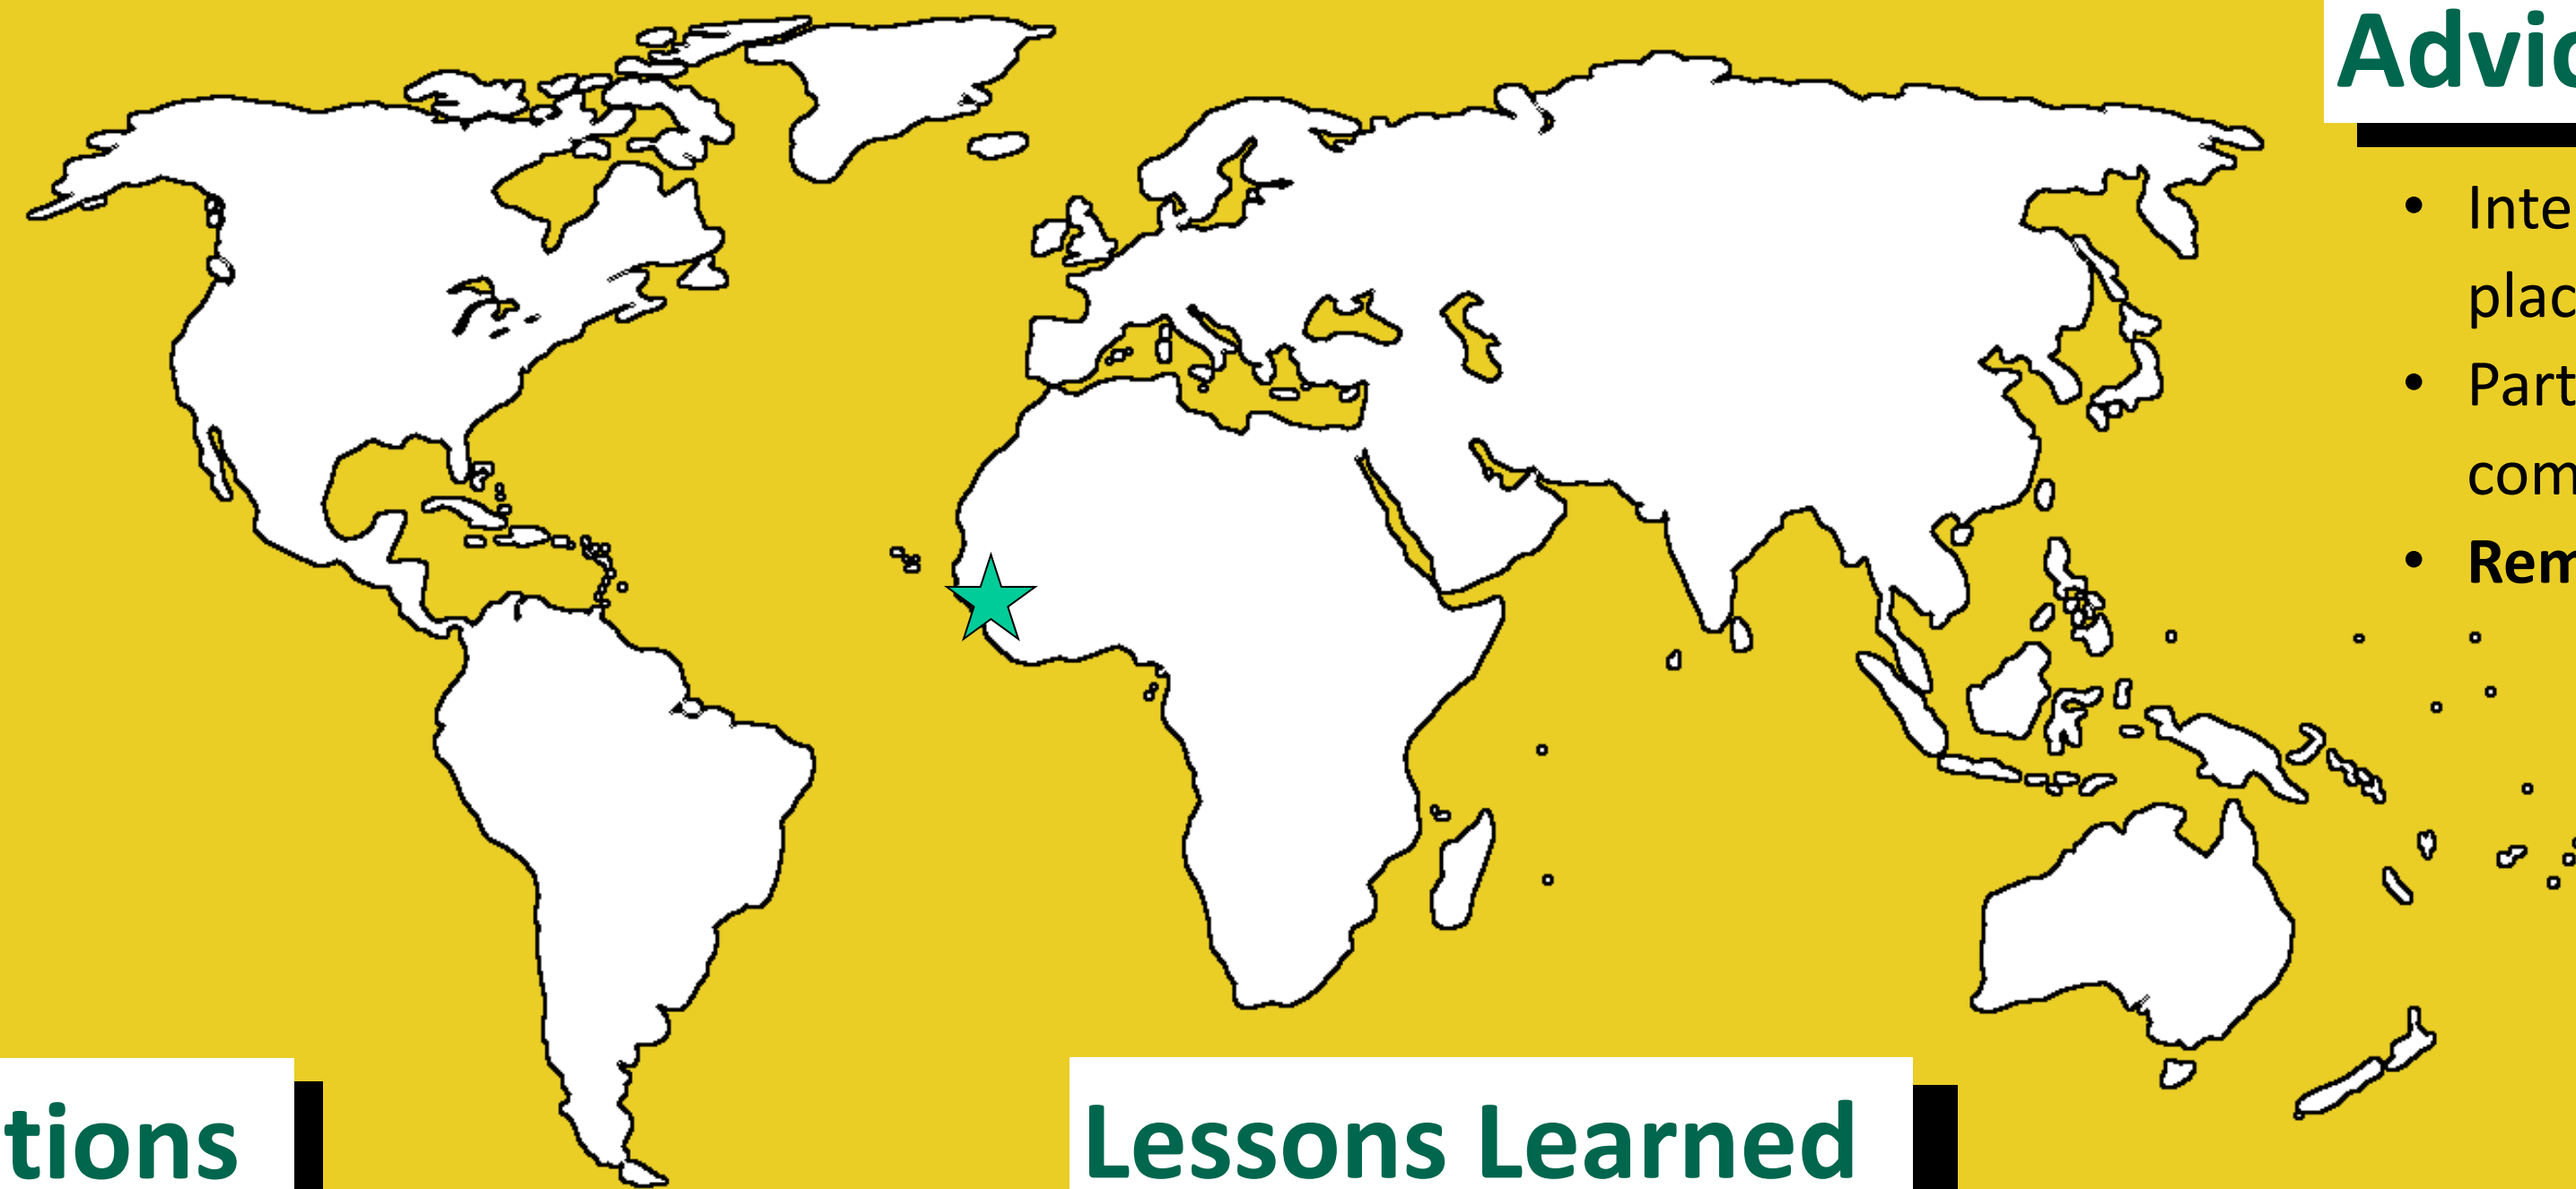 Advic
• Inte
plac
• Part
com
• Rem
tions
Lessons Learned